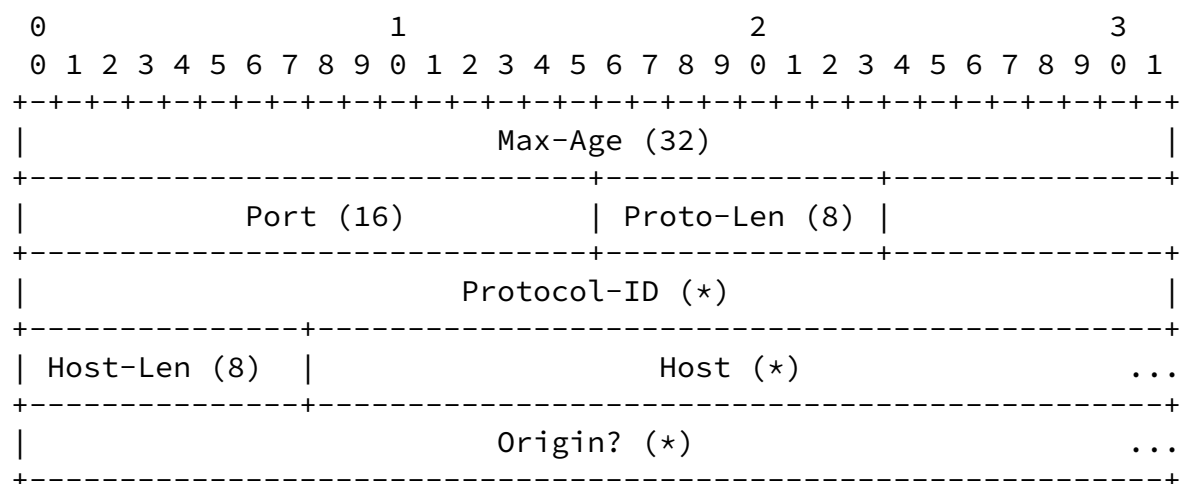 0                   1                   2                   3
 0 1 2 3 4 5 6 7 8 9 0 1 2 3 4 5 6 7 8 9 0 1 2 3 4 5 6 7 8 9 0 1
+-+-+-+-+-+-+-+-+-+-+-+-+-+-+-+-+-+-+-+-+-+-+-+-+-+-+-+-+-+-+-+-+
|                          Max-Age (32)                         |
+-------------------------------+---------------+---------------+
|            Port (16)          | Proto-Len (8) |
+-------------------------------+---------------+---------------+
|                        Protocol-ID (*)                        |
+---------------+-----------------------------------------------+
| Host-Len (8)  |                   Host (*)                  ...
+---------------+-----------------------------------------------+
|                          Origin? (*)                        ...
+---------------------------------------------------------------+